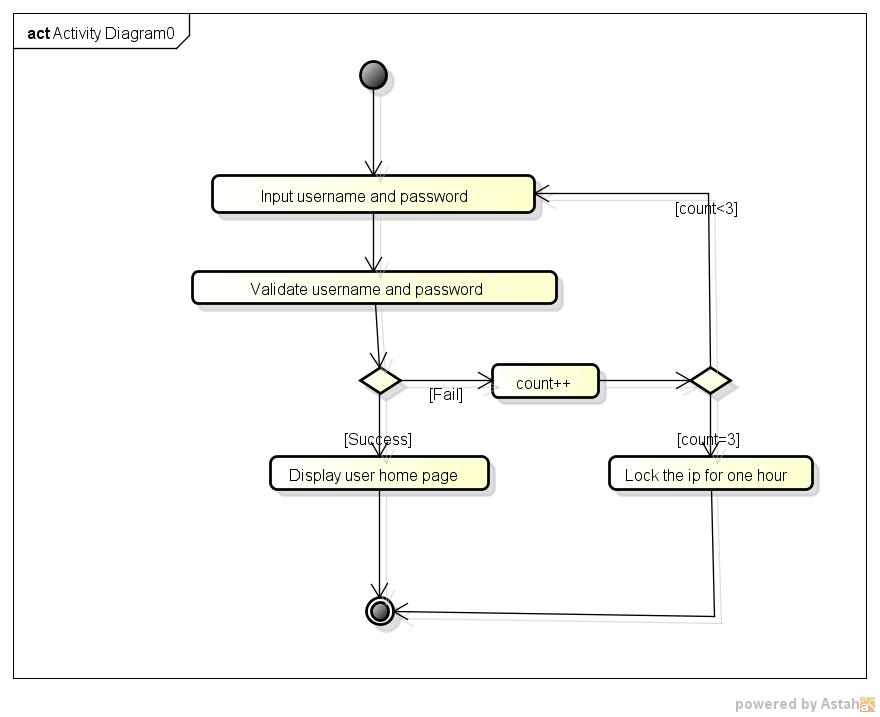 act Activity Diagram0
Input username and password
[count<3]
Validate username and password
count++
[Fail]
[Success]
[count=3]
Display user home page
Lock the ip for one hour
powered by Astah